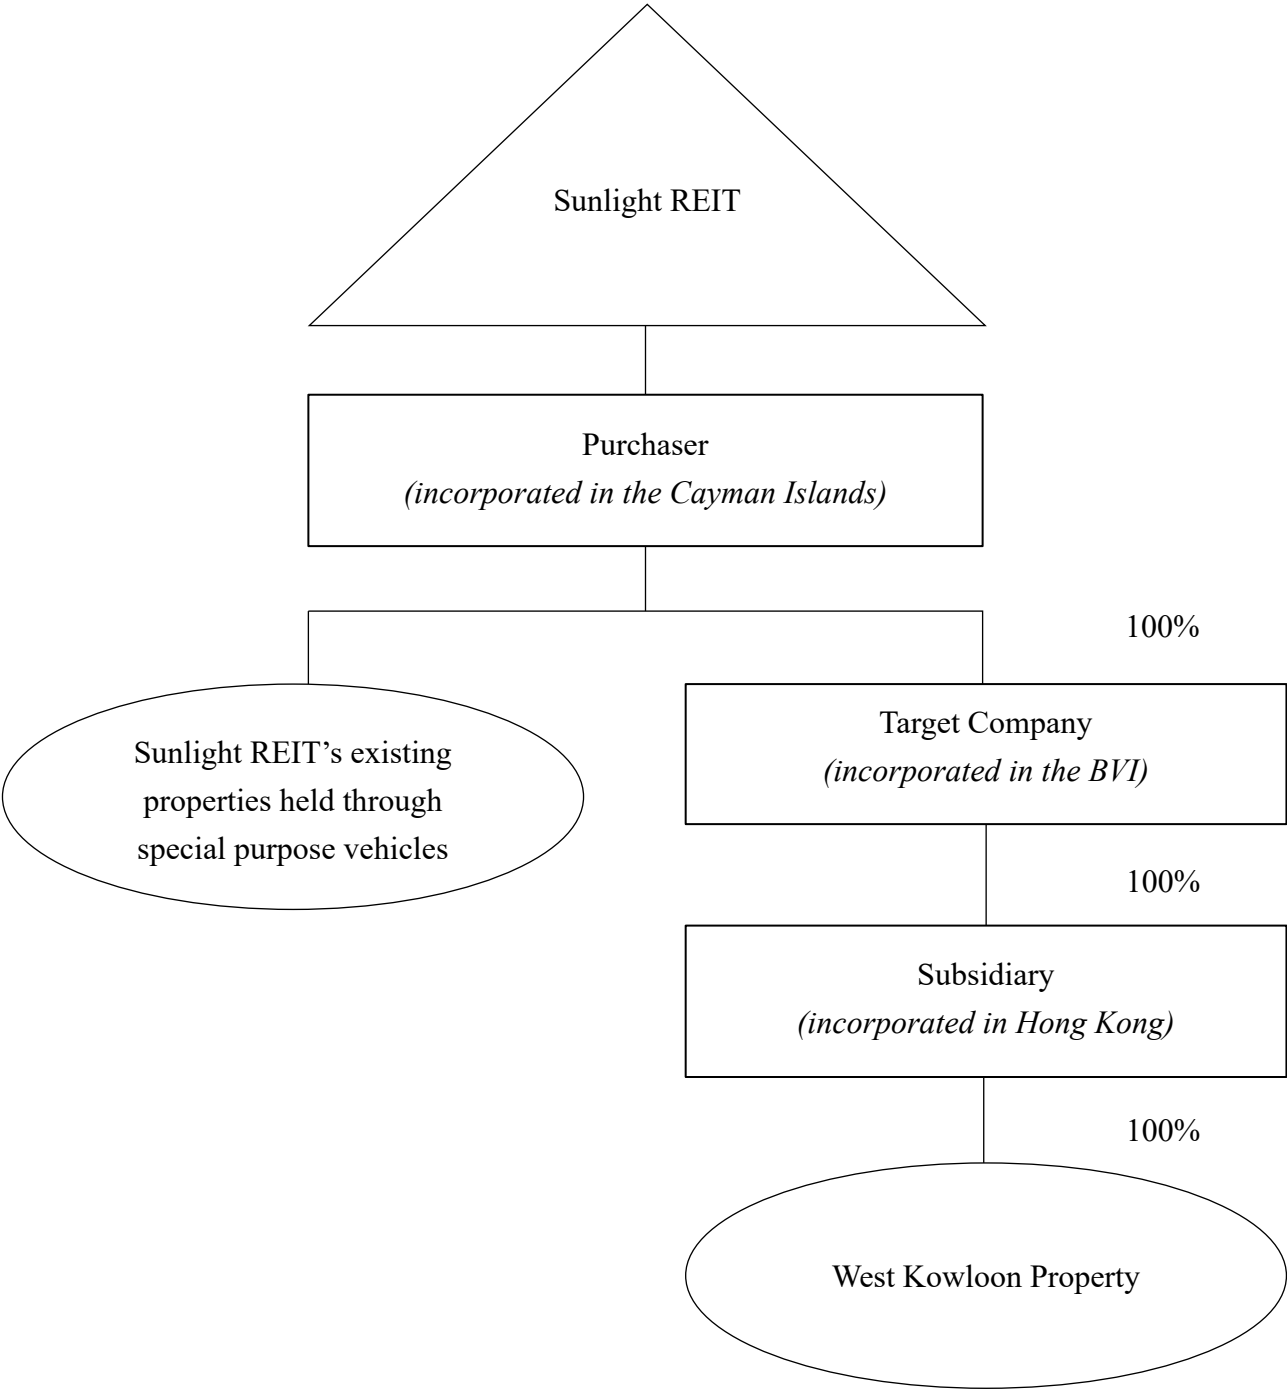 Sunlight REIT
Purchaser
(incorporated in the Cayman Islands)
100%
Sunlight REIT’s existing
properties held through
special purpose vehicles
Target Company
(incorporated in the BVI)
100%
Subsidiary
(incorporated in Hong Kong)
100%
West Kowloon Property